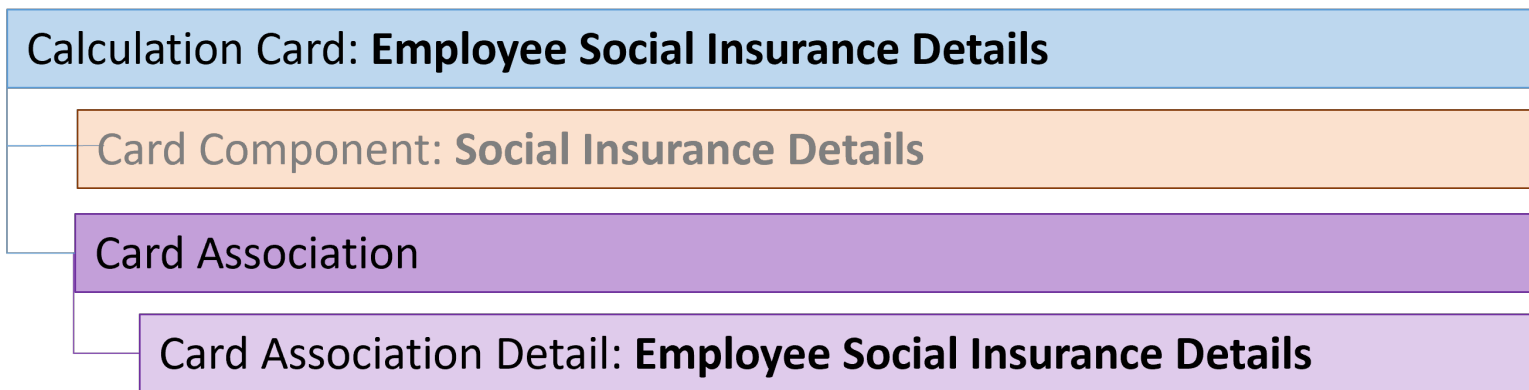 Calculation Card: Employee Social Insurance Details
Card Component: Social Insurance Details
Card Association
Card Association Detail: Employee Social Insurance Details